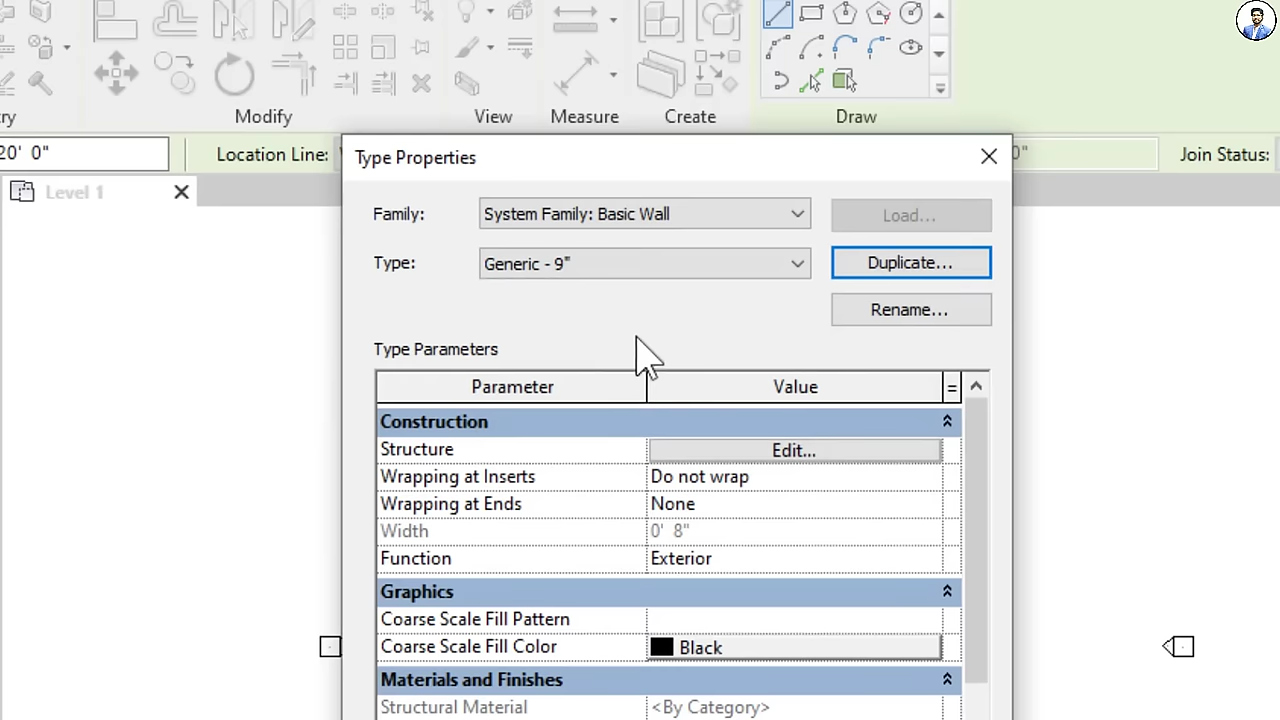 ry
Modify
View
Measure
Create
Draw
20' 0"
Location Line:
0"
Join Status:
Level 1
Type Properties
Family:
System Family: Basic Wall
Load...
Type:
Generic - 9"
Duplicate...
Rename...
Type Parameters
Parameter
Value
=
Construction
Structure
Edit...
Wrapping at Inserts
Do not wrap
Wrapping at Ends
None
Width
0' 8"
Function
Exterior
Graphics
Coarse Scale Fill Pattern
Coarse Scale Fill Color
Black
Materials and Finishes
Structural Material
<By Category>